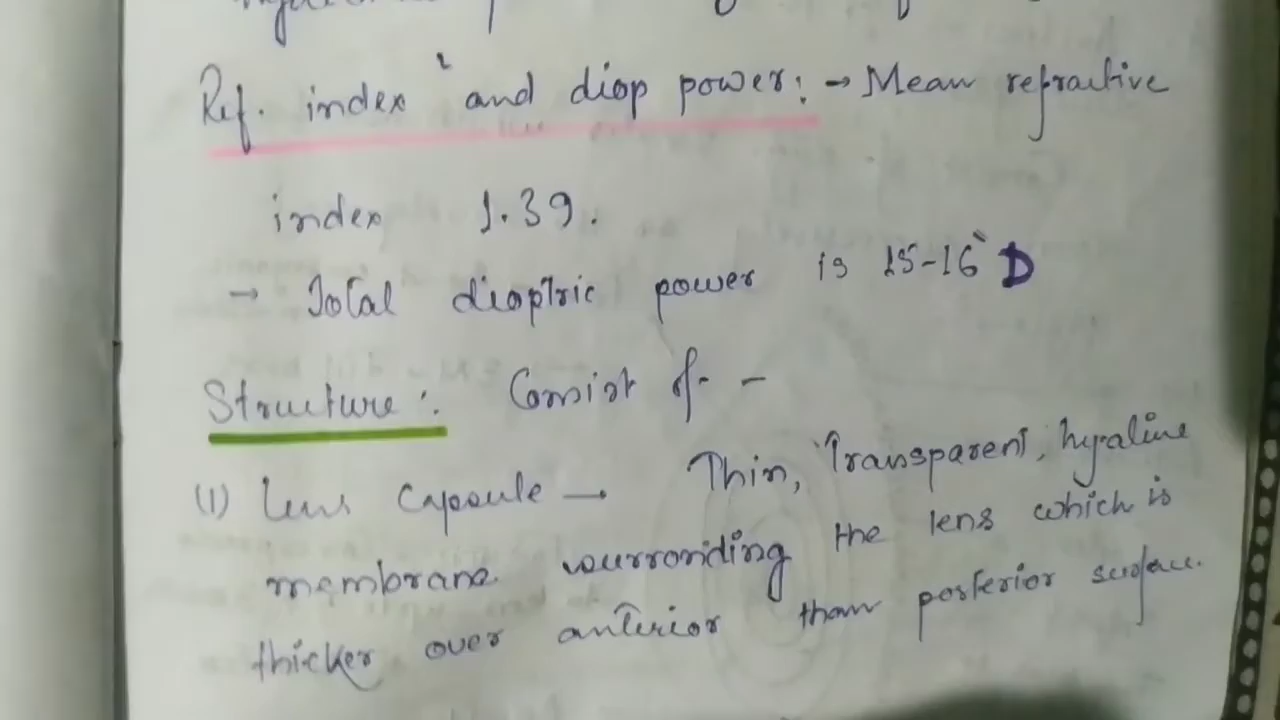 Ref. index and diop power: → Mean refractive
index 1.39.
→ Total dioptric power is 15-16 D
Structure: Consist of -
(1) Lens Capsule → Thin, Transparent, hyaline
membrane surronding the lens which is
thicker over anterior than posterior surface.